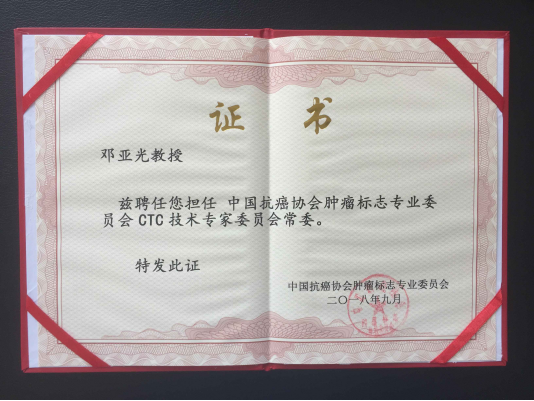 证书
邓亚光教授
兹聘任您担任 中国抗癌协会肿瘤标志专业委
员会CTC技术专家委员会常委。
特发此证
中国抗癌协会肿瘤标志专业委员会
二〇一八年九月